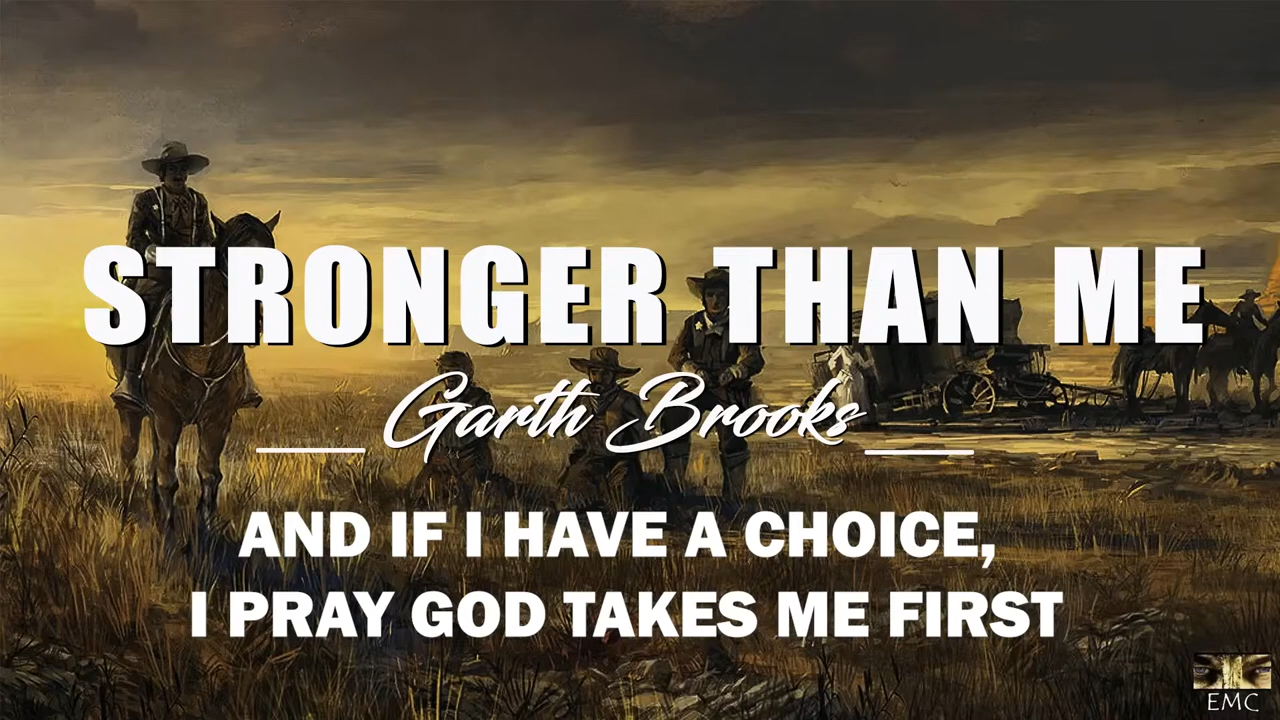 STRONGER THAN ME
Garth Brooks
AND IF I HAVE A CHOICE,
I PRAY GOD TAKES ME FIRST
EMC